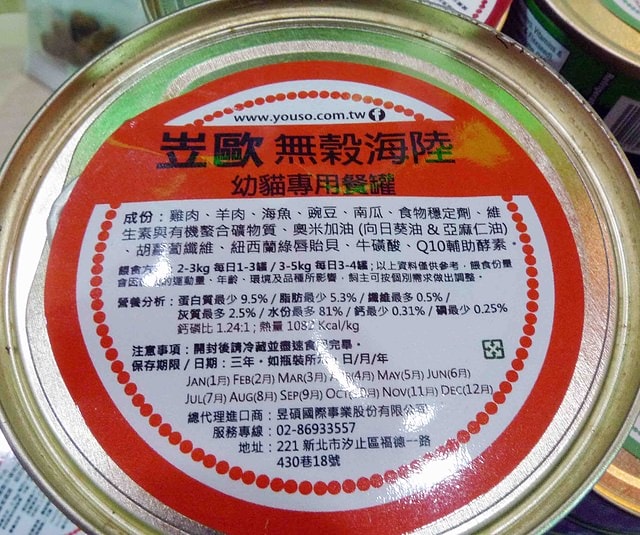 www.youso.com.tw
豈歐 無穀海陸
幼貓專用餐罐
成份：雞肉、羊肉、海魚、豌豆、南瓜、食物穩定劑、維
生素與有機螯合礦物質、奧米加油 (向日葵油 & 亞麻仁油)
、胡蘿蔔纖維、紐西蘭綠唇貽貝、牛磺酸、Q10輔助酵素。
餵食方 2-3kg 每日1-3罐 / 3-5kg 每日3-4罐；以上資料僅供參考，餵食份量
會因 的運動量、年齡、環境及品種所影響，飼主可按個別需求做出調整。
營養分析：蛋白質最少 9.5% / 脂肪最少 5.3% / 纖維最多 0.5% /
灰質最多 2.5% / 水份最多 81% / 鈣最少 0.31% / 磷最少 0.25%
鈣磷比 1.24:1 ; 熱量 1082 Kcal/kg
注意事項：開封後請冷藏並盡速食 完畢。
保存期限 / 日期：三年。如瓶裝所示，日/月/年
JAN(1月) FEB(2月) MAR(3月) APR(4月) MAY(5月) JUN(6月)
JUL(7月) AUG(8月) SEP(9月) OCT(10月) NOV(11月) DEC(12月)
總代理進口商：昱碩國際事業股份有限公司
服務專線：02-86933557
地址：221 新北市汐止區福德一路
430巷18號